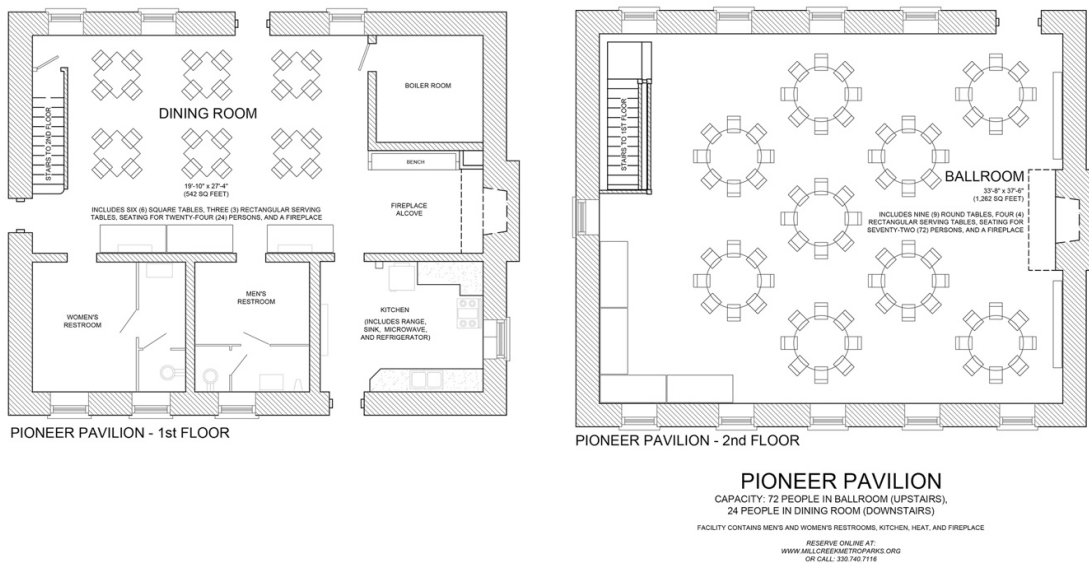 STAIRS TO 2ND FLOOR
DINING ROOM
19'-10" x 27'-4"
(542 SQ FEET)
INCLUDES SIX (6) SQUARE TABLES, THREE (3) RECTANGULAR SERVING
TABLES, SEATING FOR TWENTY-FOUR (24) PERSONS, AND A FIREPLACE
BOILER ROOM
BENCH
FIREPLACE
ALCOVE
WOMEN'S
RESTROOM
MEN'S
RESTROOM
KITCHEN
(INCLUDES RANGE,
SINK, MICROWAVE,
AND REFRIGERATOR)
PIONEER PAVILION - 1st FLOOR
STAIRS TO 1ST FLOOR
BALLROOM
33'-8" x 37'-6"
(1,262 SQ FEET)
INCLUDES NINE (9) ROUND TABLES, FOUR (4)
RECTANGULAR SERVING TABLES, SEATING FOR
SEVENTY-TWO (72) PERSONS, AND A FIREPLACE
PIONEER PAVILION - 2nd FLOOR
PIONEER PAVILION
CAPACITY: 72 PEOPLE IN BALLROOM (UPSTAIRS),
24 PEOPLE IN DINING ROOM (DOWNSTAIRS)
FACILITY CONTAINS MEN'S AND WOMEN'S RESTROOMS, KITCHEN, HEAT, AND FIREPLACE
RESERVE ONLINE AT:
WWW.MILLCREEKMETROPARKS.ORG
OR CALL: 330.740.7116